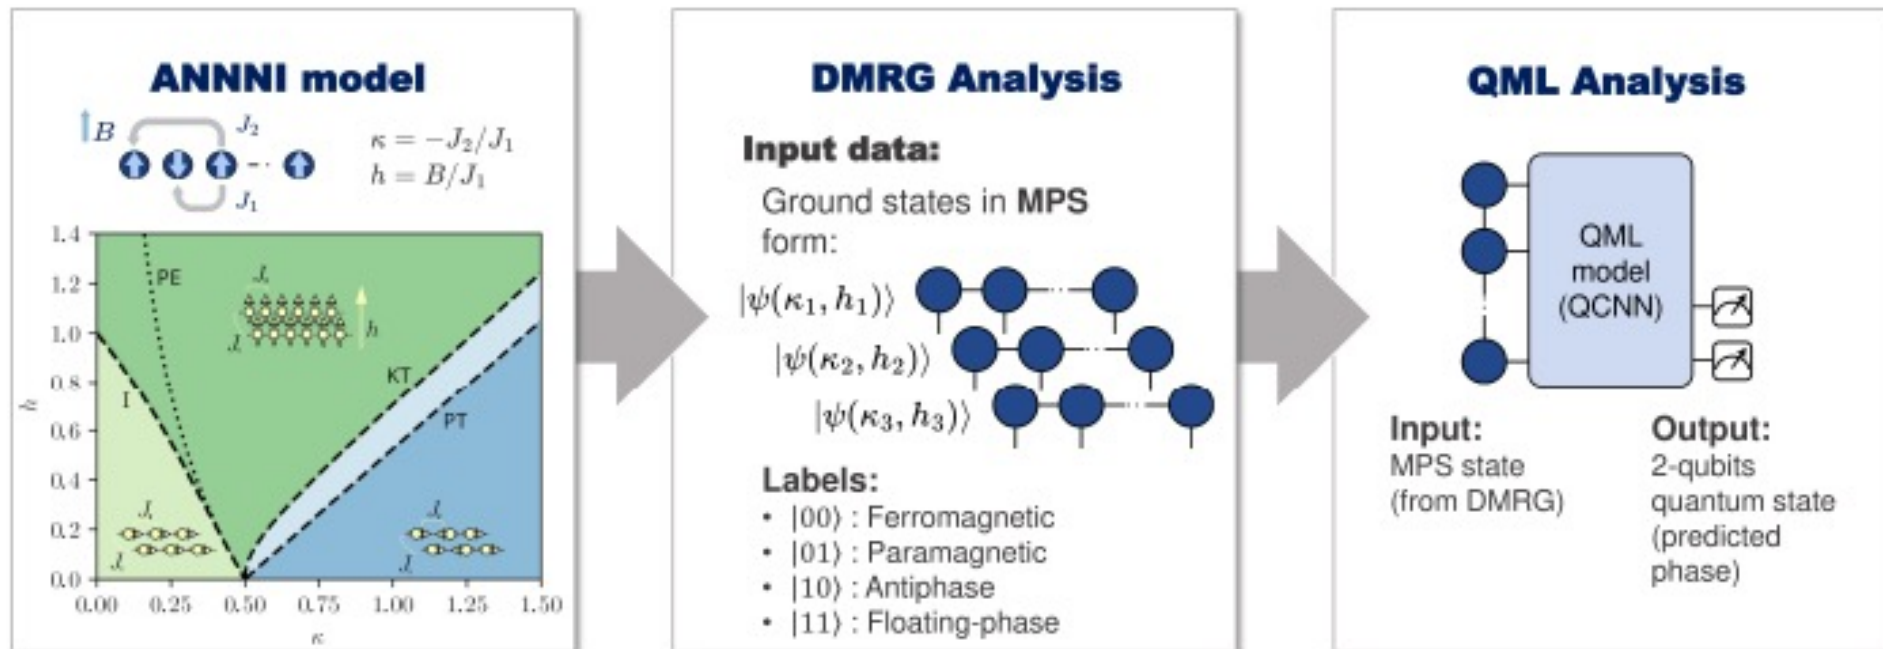 ANNNI model
B
J₂
J₁
κ = −J₂/J₁
h = B/J₁
1.4
1.2
1.0
0.8
0.6
0.4
0.2
0.0
h
PE
I
KT
PT
h
0.00 0.25 0.50 0.75 1.00 1.25 1.50
κ
DMRG Analysis
Input data:
Ground states in MPS
form:
|ψ(κ₁, h₁)⟩
|ψ(κ₂, h₂)⟩
|ψ(κ₃, h₃)⟩
Labels:
• |00⟩ : Ferromagnetic
• |01⟩ : Paramagnetic
• |10⟩ : Antiphase
• |11⟩ : Floating-phase
QML Analysis
QML
model
(QCNN)
Input:
MPS state
(from DMRG)
Output:
2-qubits
quantum state
(predicted
phase)